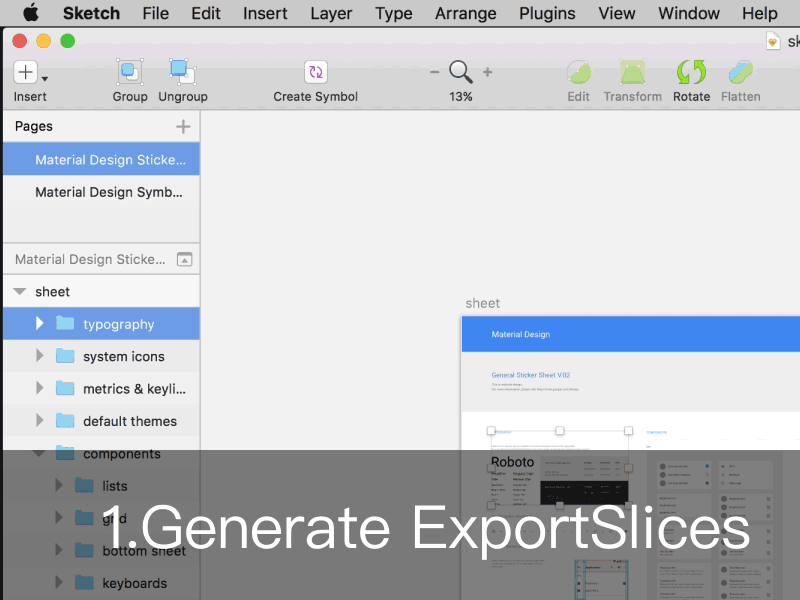 Sketch File Edit Insert Layer Type Arrange Plugins View Window Help
Insert Group Ungroup Create Symbol 13% Edit Transform Rotate Flatten
Pages
Material Design Sticke...
Material Design Symb...
Material Design Sticke...
sheet
typography
system icons
metrics & keyli...
default themes
components
lists
grid
bottom sheet
keyboards
sheet
Material Design
General Sticker Sheet V.02
Roboto
1.Generate ExportSlices